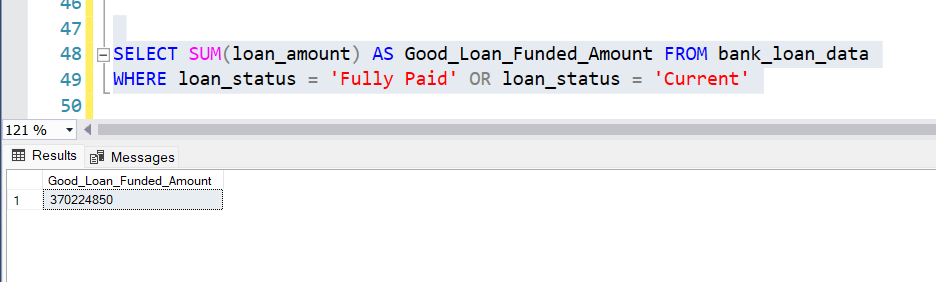 46
47
48 SELECT SUM(loan_amount) AS Good_Loan_Funded_Amount FROM bank_loan_data
49 WHERE loan_status = 'Fully Paid' OR loan_status = 'Current'
50
121 %
Results Messages
Good_Loan_Funded_Amount
1 370224850